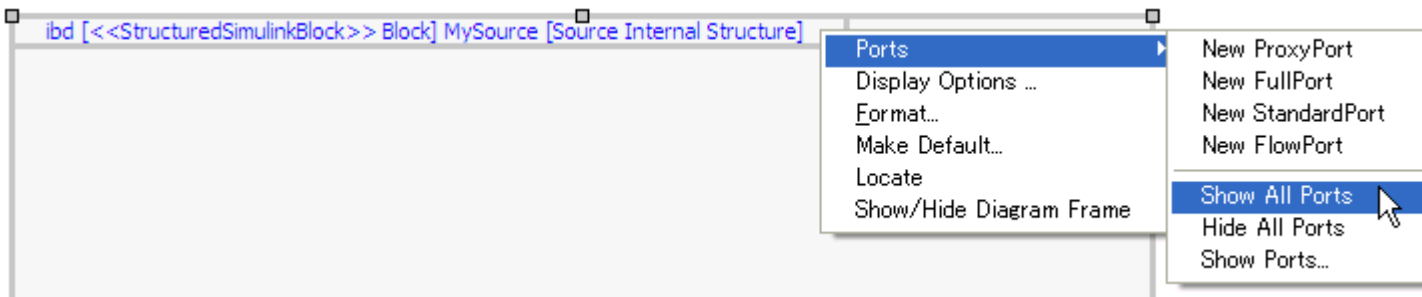 ibd [<<StructuredSimulinkBlock>> Block] MySource [Source Internal Structure]
Ports
Display Options ...
Format...
Make Default...
Locate
Show/Hide Diagram Frame
New ProxyPort
New FullPort
New StandardPort
New FlowPort
Show All Ports
Hide All Ports
Show Ports...